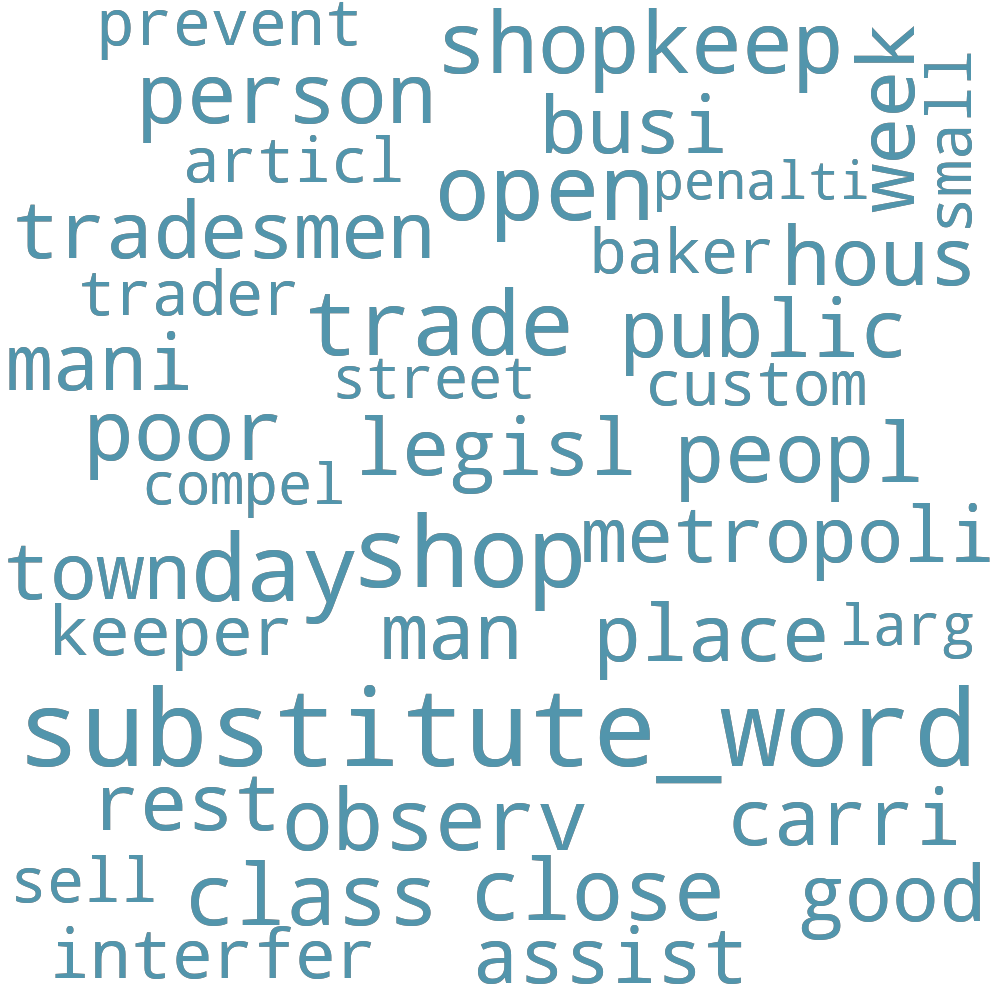 prevent
shopkeep
week
small
person
busi
articl
open
penalti
tradesmen
baker
hous
trader
trade
public
mani
street
custom
poor
legisl
peopl
compel
metropoli
town
day
shop
keeper
man
place
larg
substitute_word
rest
observ
carri
sell
class
close
good
interfer
assist